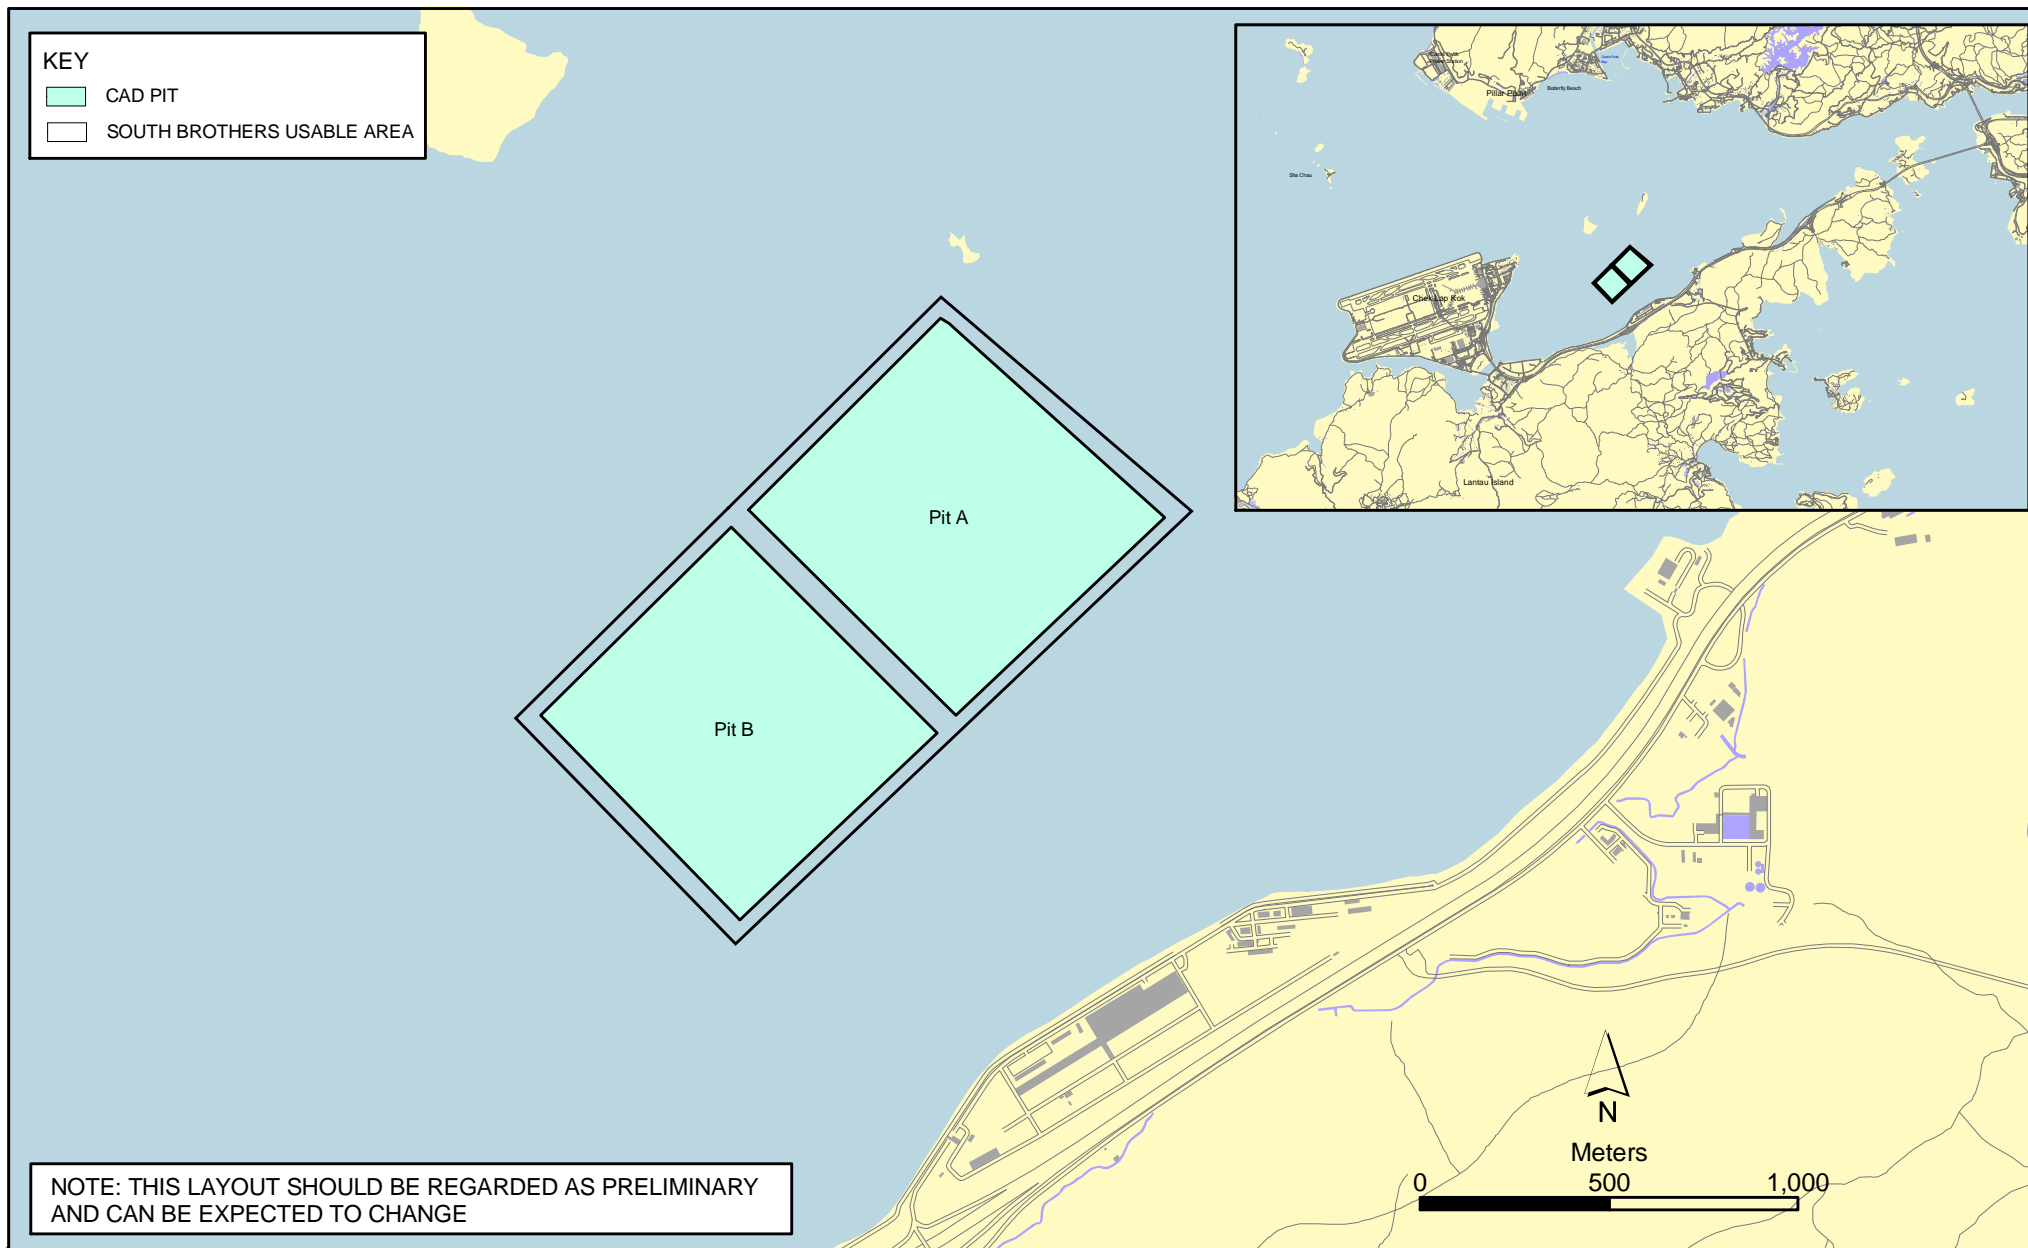 KEY
CAD PIT
SOUTH BROTHERS USABLE AREA
Pillar Point
Butterfly Beach
Sha Chau
Chek Lap Kok
Lantau Island
Pit A
Pit B
N
Meters
0 500 1,000
NOTE: THIS LAYOUT SHOULD BE REGARDED AS PRELIMINARY
AND CAN BE EXPECTED TO CHANGE